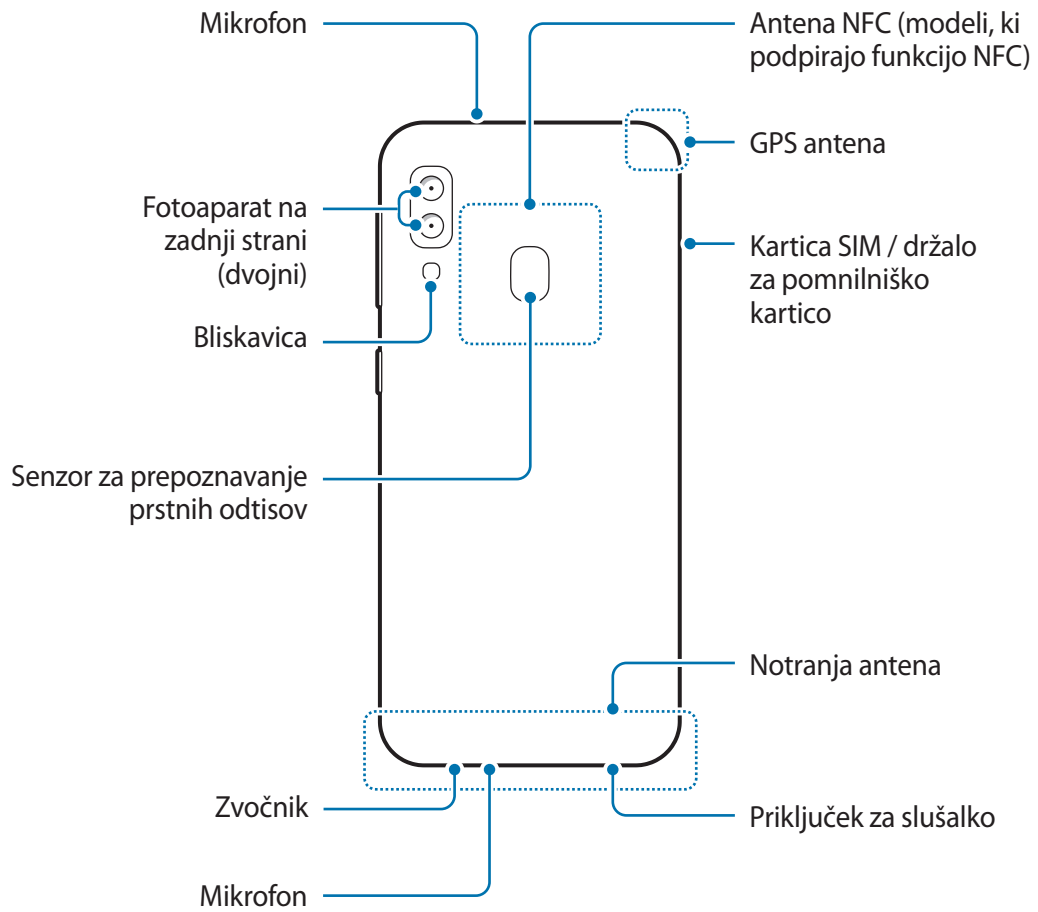 Mikrofon
Antena NFC (modeli, ki
podpirajo funkcijo NFC)
GPS antena
Fotoaparat na
zadnji strani
(dvojni)
Kartica SIM / držalo
za pomnilniško
kartico
Bliskavica
Senzor za prepoznavanje
prstnih odtisov
Notranja antena
Zvočnik
Priključek za slušalko
Mikrofon